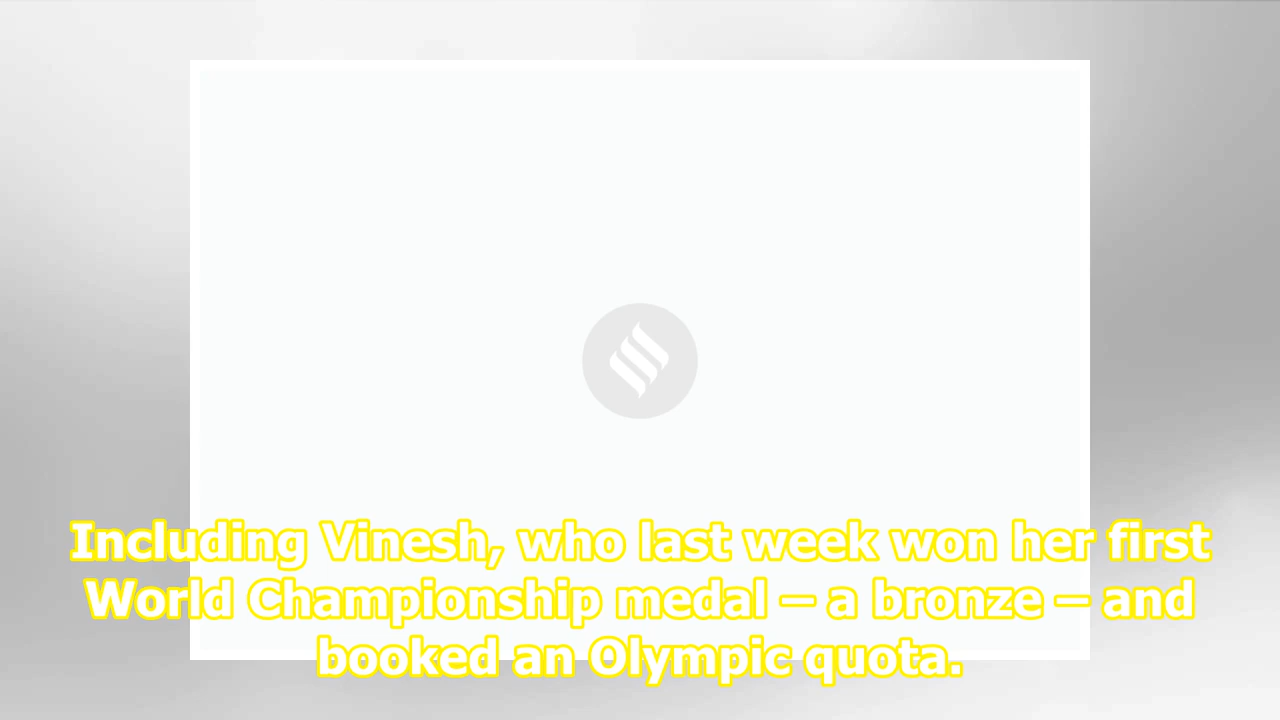 Including Vinesh, who last week won her first
World Championship medal – a bronze – and
booked an Olympic quota.